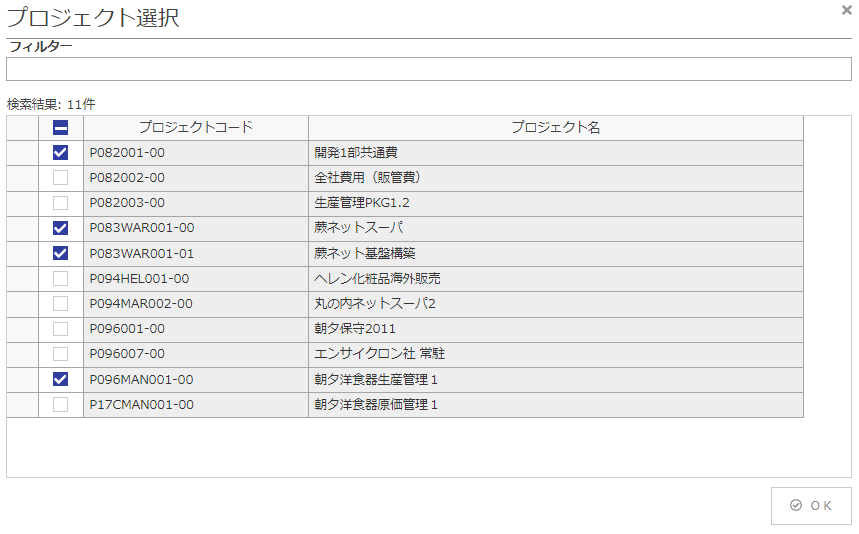 プロジェクト選択
フィルター
検索結果: 11件
プロジェクトコード プロジェクト名
P082001-00 開発1部共通費
P082002-00 全社費用（販管費）
P082003-00 生産管理PKG1.2
P083WAR001-00 蕨ネットスーパ
P083WAR001-01 蕨ネット基盤構築
P094HEL001-00 ヘレン化粧品海外販売
P094MAR002-00 丸の内ネットスーパ2
P096001-00 朝夕保守2011
P096007-00 エンサイクロン社 常駐
P096MAN001-00 朝夕洋食器生産管理１
P17CMAN001-00 朝夕洋食器原価管理１
OK